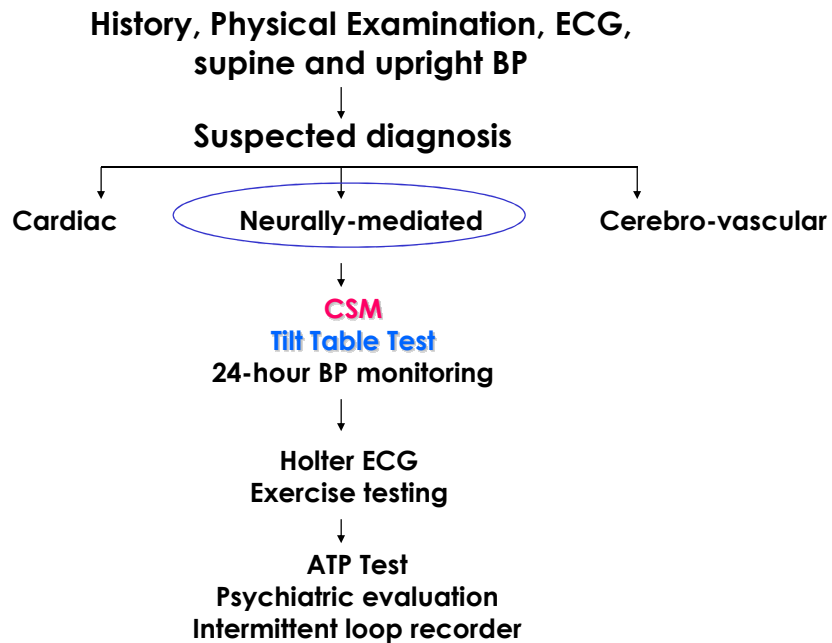 History, Physical Examination, ECG,
supine and upright BP
Suspected diagnosis
Cardiac
Neurally-mediated
Cerebro-vascular
CSM
Tilt Table Test
24-hour BP monitoring
Holter ECG
Exercise testing
ATP Test
Psychiatric evaluation
Intermittent loop recorder